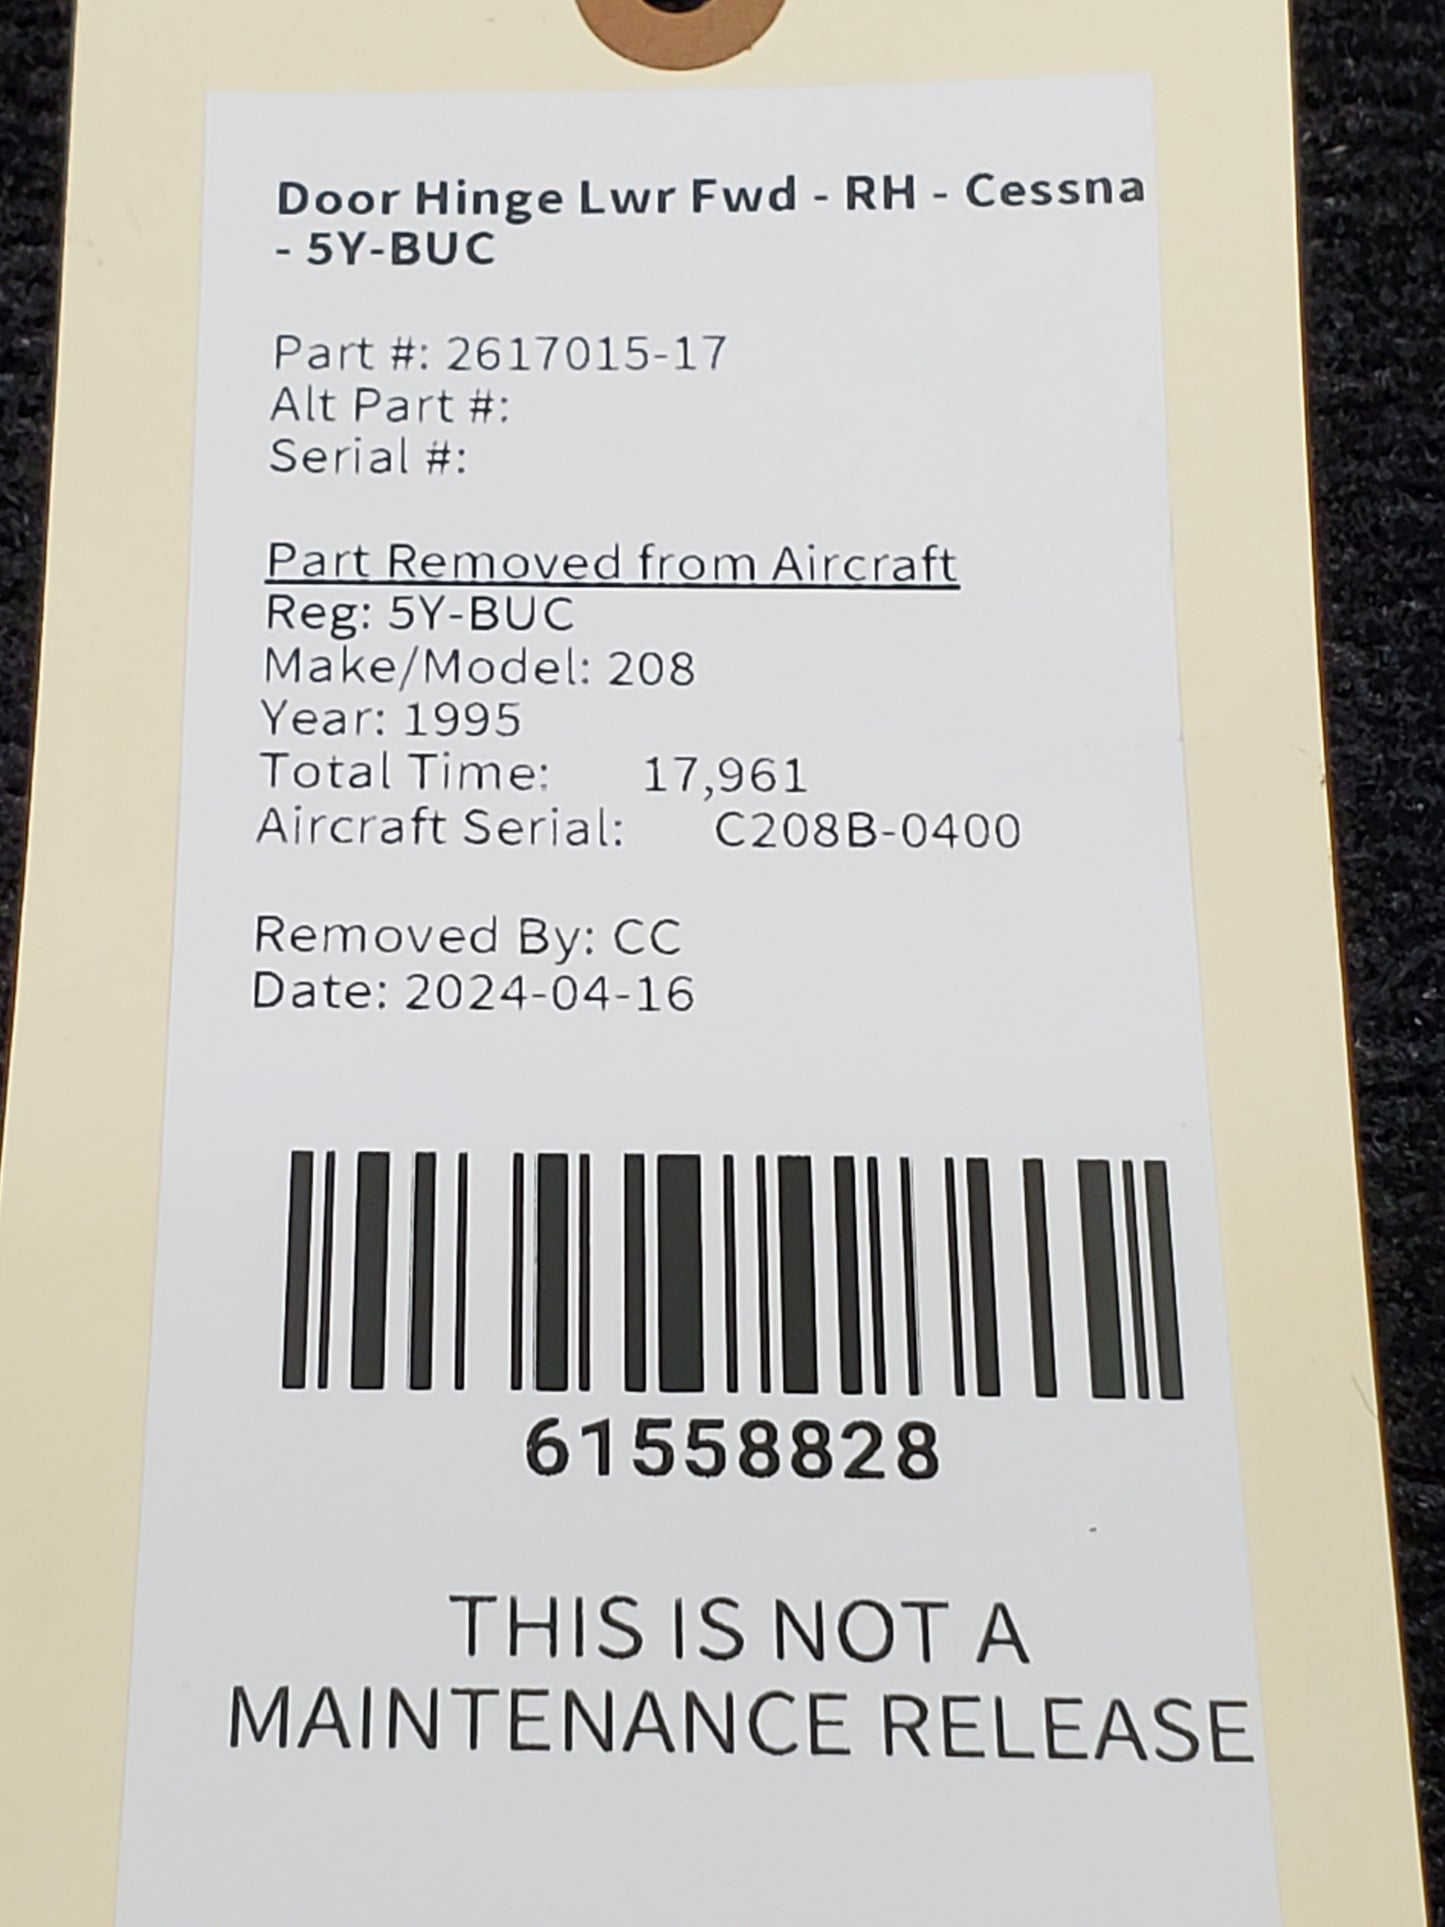 Door Hinge Lwr Fwd - RH - Cessna
- 5Y-BUC
Part #: 2617015-17
Alt Part #:
Serial #:
Part Removed from Aircraft
Reg: 5Y-BUC
Make/Model: 208
Year: 1995
Total Time: 17,961
Aircraft Serial: C208B-0400
Removed By: CC
Date: 2024-04-16
61558828
THIS IS NOT A
MAINTENANCE RELEASE